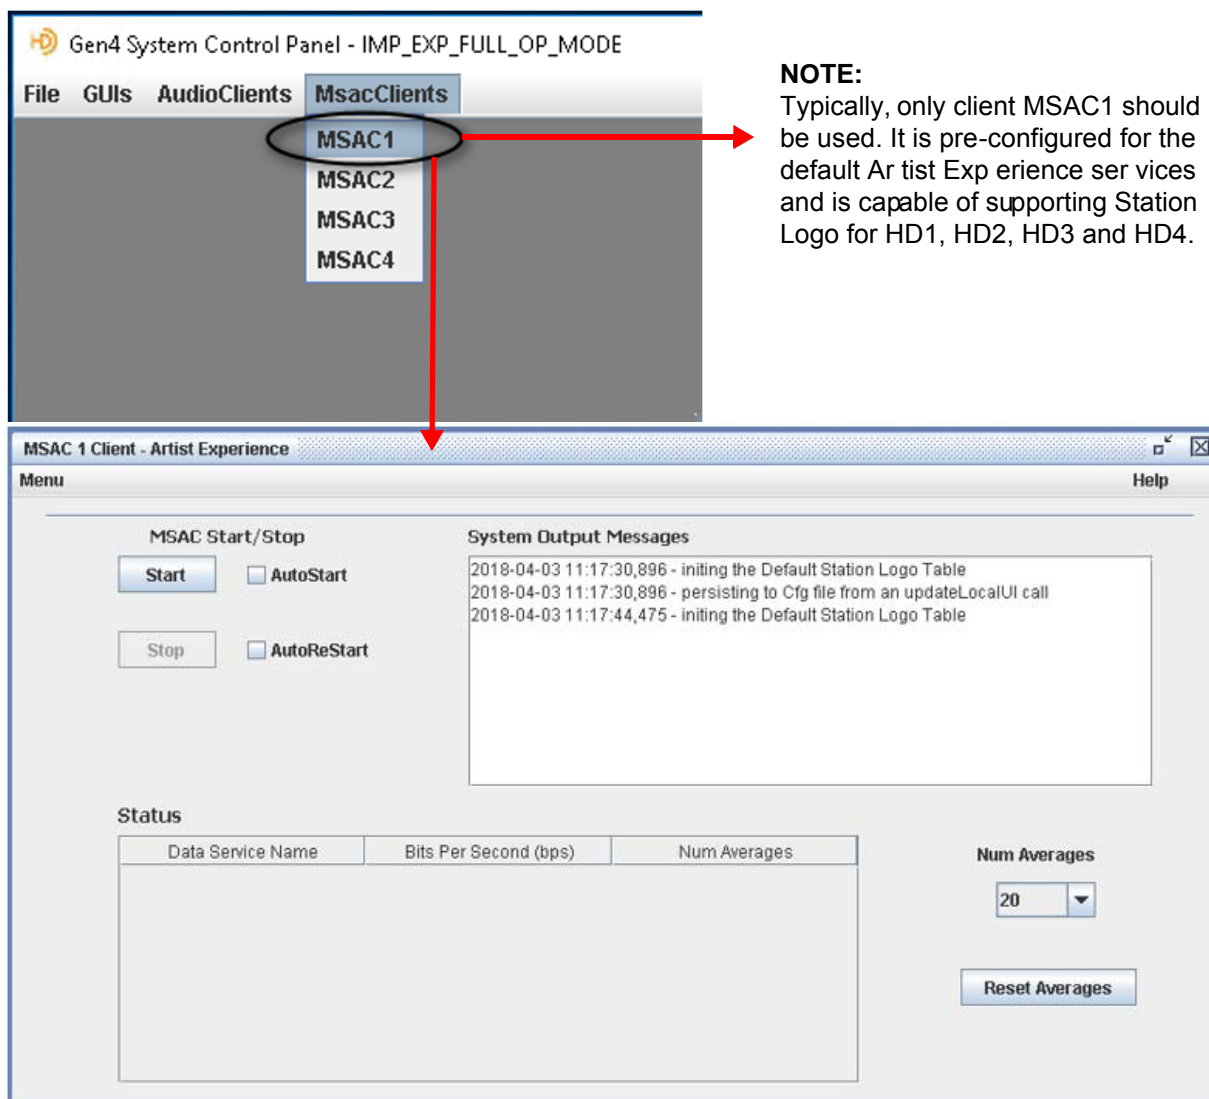 Gen4 System Control Panel - IMP_EXP_FULL_OP_MODE
File GUIs AudioClients MsacClients
MSAC1
MSAC2
MSAC3
MSAC4
NOTE:
Typically, only client MSAC1 should
be used. It is pre-configured for the
default Ar tist Exp erience ser vices
and is capable of supporting Station
Logo for HD1, HD2, HD3 and HD4.
MSAC 1 Client - Artist Experience
Menu Help
MSAC Start/Stop
Start AutoStart
Stop AutoReStart
System Output Messages
2018-04-03 11:17:30,896 - initing the Default Station Logo Table
2018-04-03 11:17:30,896 - persisting to Cfg file from an updateLocalUI call
2018-04-03 11:17:44,475 - initing the Default Station Logo Table
Status
Data Service Name Bits Per Second (bps) Num Averages
Num Averages
20
Reset Averages